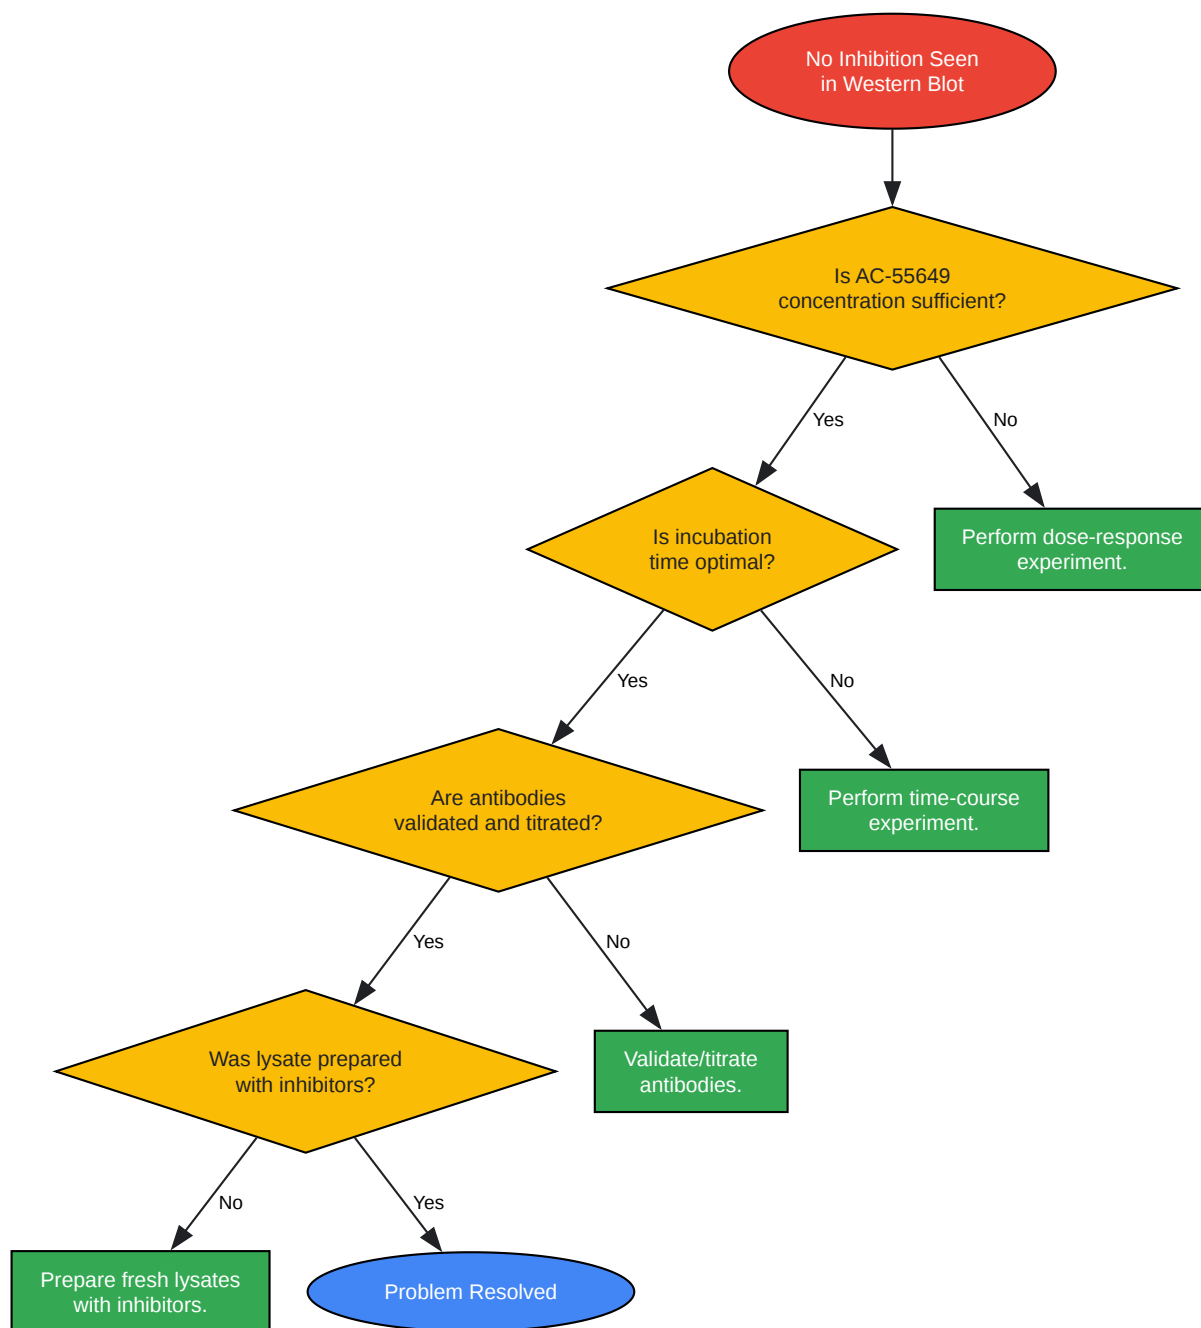 No Inhibition Seen
in Western Blot
Is AC-55649
concentration sufficient?
Yes
No
Is incubation
time optimal?
Perform dose-response
experiment.
Yes
No
Are antibodies
validated and titrated?
Perform time-course
experiment.
Yes
No
Was lysate prepared
with inhibitors?
Validate/titrate
antibodies.
No
Yes
Prepare fresh lysates
with inhibitors.
Problem Resolved